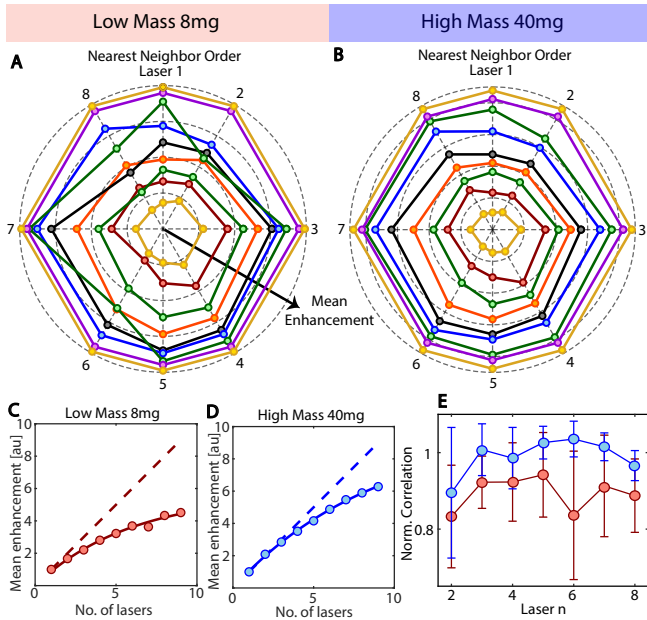 Low Mass 8mg
High Mass 40mg
A
Nearest Neighbor Order
Laser 1
8
2
7
3
6
4
5
Mean
Enhancement
B
Nearest Neighbor Order
Laser 1
8
2
7
3
6
4
5
C
Low Mass 8mg
Mean enhancement [au]
10
8
6
4
2
0
0
5
10
No. of lasers
D
High Mass 40mg
Mean enhancement [au]
10
8
6
4
2
0
0
5
10
No. of lasers
E
Norm. Correlation
1
0.8
2
4
6
8
Laser n